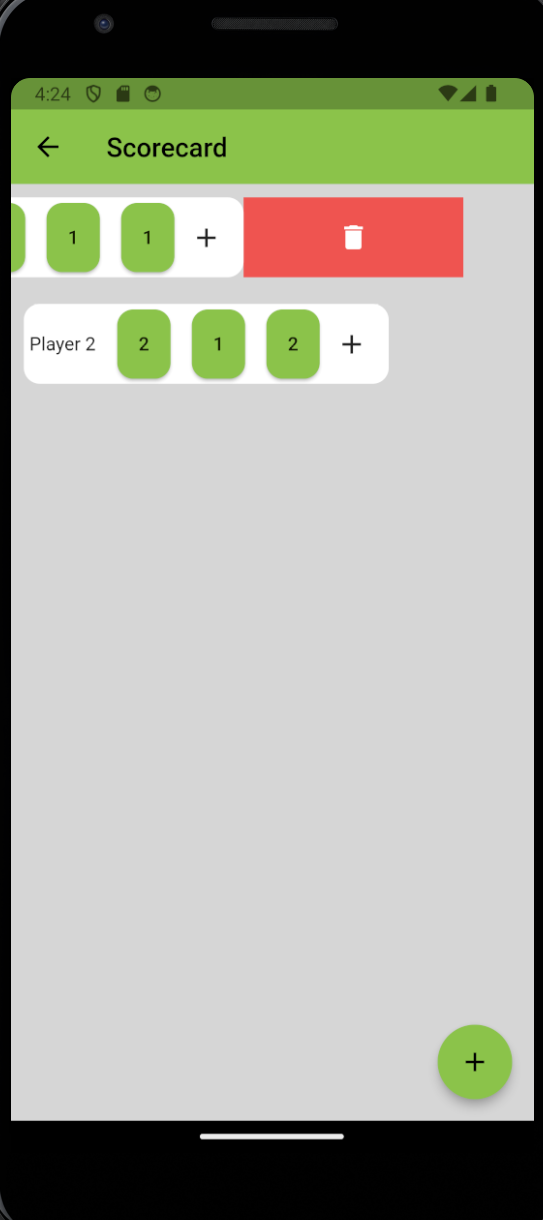 4:24
Scorecard
1 1 +
Player 2 2 1 2 +
+